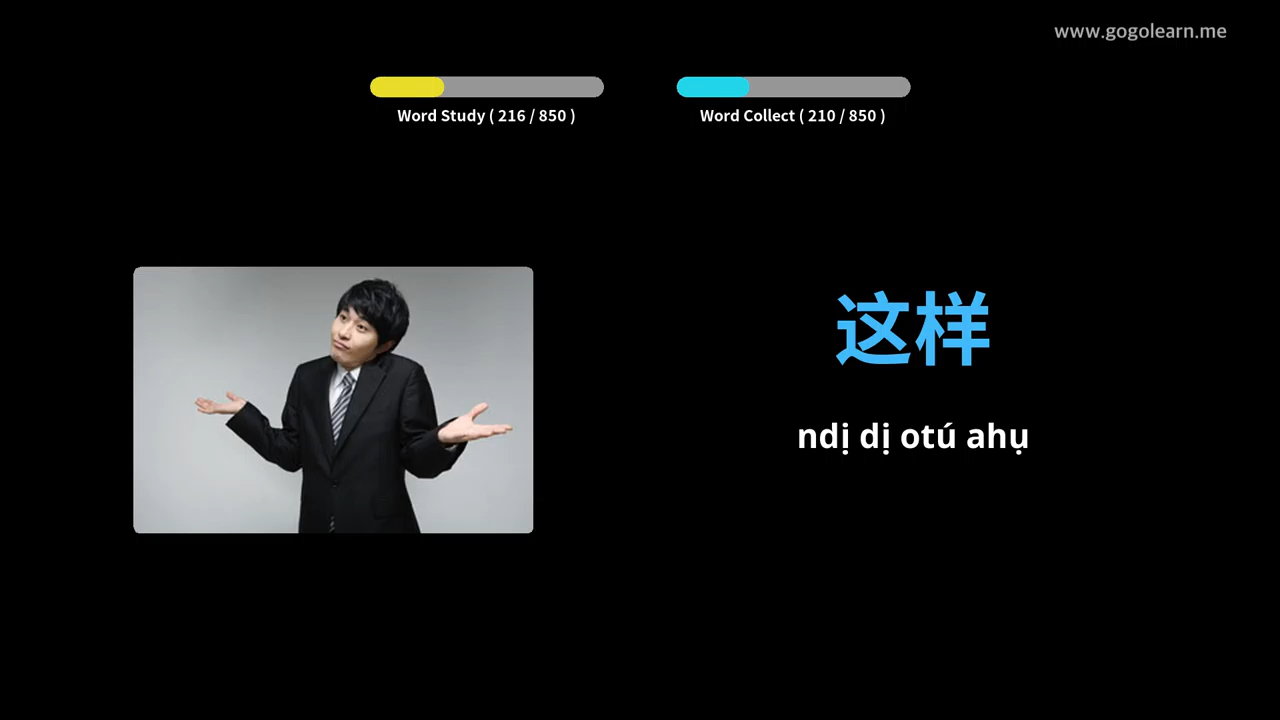 www.gogolearn.me
Word Study ( 216 / 850 )
Word Collect ( 210 / 850 )
这样
ndị dị otú ahụ